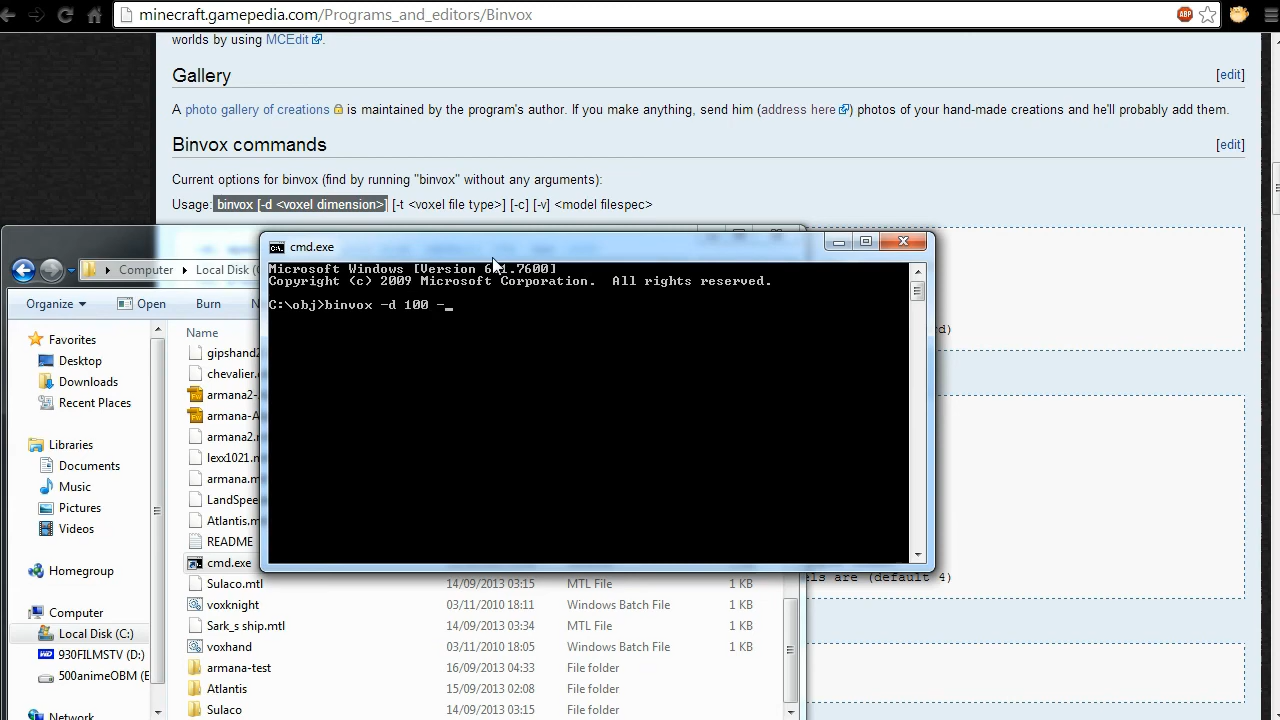 minecraft.gamepedia.com/Programs_and_editors/Binvox
ABP
worlds by using MCEdit .
Gallery [edit]
A photo gallery of creations is maintained by the program's author. If you make anything, send him (address here ) photos of your hand-made creations and he'll probably add them.
Binvox commands [edit]
Current options for binvox (find by running "binvox" without any arguments):
Usage: binvox [-d <voxel dimension>] [-t <voxel file type>] [-c] [-v] <model filespec>
cmd.exe
Microsoft Windows [Version 6.1.7600]
Copyright (c) 2009 Microsoft Corporation. All rights reserved.
C:\obj>binvox -d 100 -_
Computer Local Disk (
Organize Open Burn
Name
Favorites
Desktop
Downloads
Recent Places
Libraries
Documents
Music
Pictures
Videos
Homegroup
Computer
Local Disk (C:)
930FILMSTV (D:)
500animeOBM (E
Network
gipshand2
chevalier.
armana2-
armana-A
armana2.
lexx1021.
armana.
LandSpee
Atlantis.
README
cmd.exe
Sulaco.mtl 14/09/2013 03:15 MTL File 1 KB
voxknight 03/11/2010 18:11 Windows Batch File 1 KB
Sark_s ship.mtl 14/09/2013 03:34 MTL File 1 KB
voxhand 03/11/2010 18:05 Windows Batch File 1 KB
armana-test 16/09/2013 04:33 File folder
Atlantis 15/09/2013 02:08 File folder
Sulaco 14/09/2013 03:15 File folder
els are (default 4)